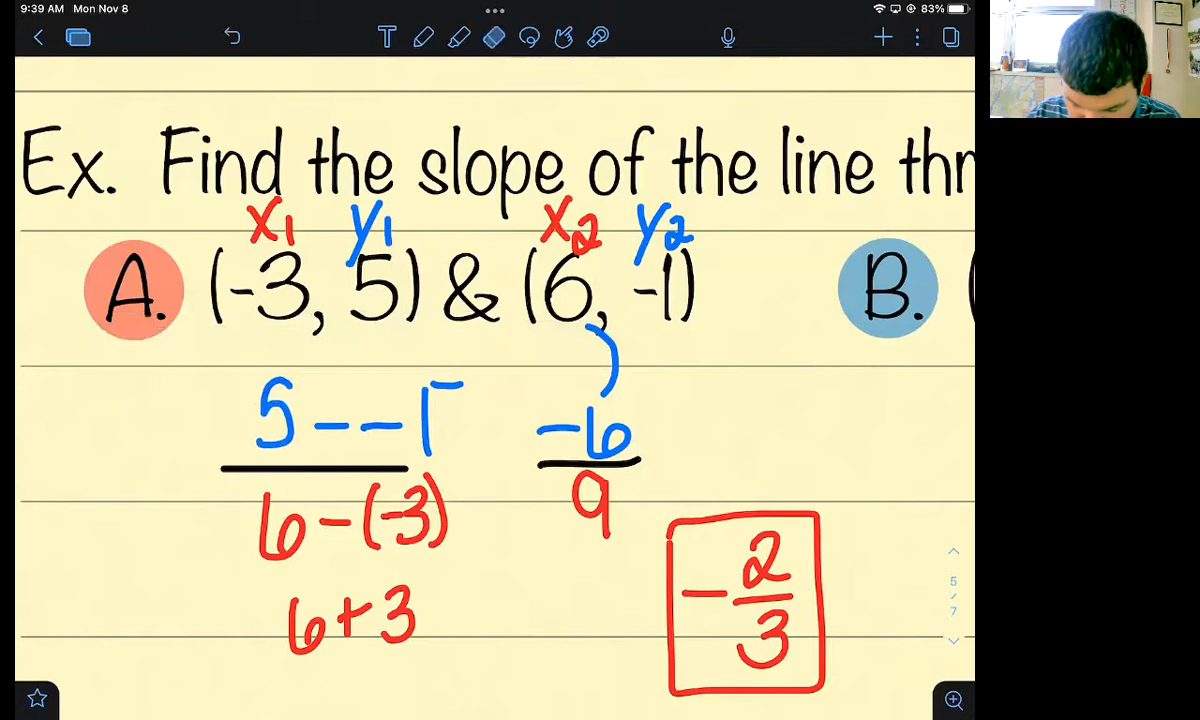 9:39 AM Mon Nov 8
83%
T
Ex. Find the slope of the line thr
x1 y1 x2 y2
A. (-3, 5) & (6, -1) B. (
5 - - 1
6 - (-3)
6 + 3
-6
9
- 2
3
5
/
7